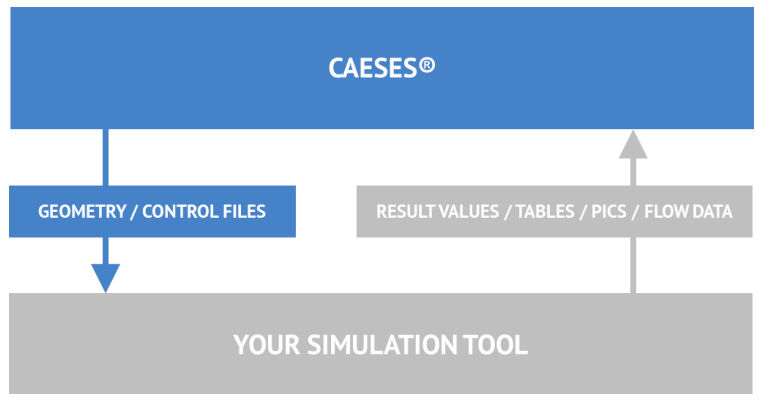 CAESES®
GEOMETRY / CONTROL FILES
RESULT VALUES / TABLES / PICS / FLOW DATA
YOUR SIMULATION TOOL